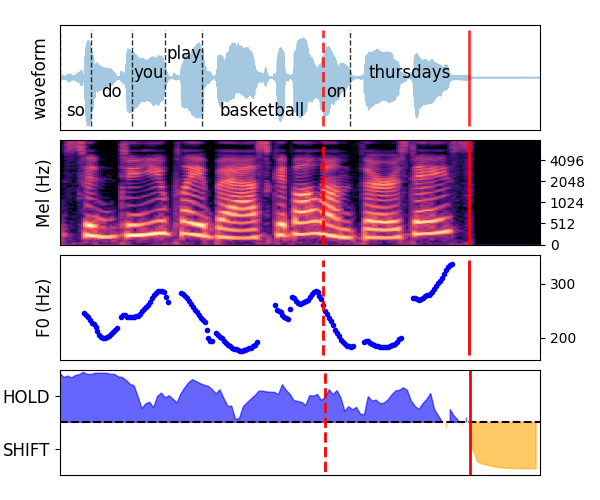 waveform
so
do
you
play
basketball
on
thursdays
Mel (Hz)
4096
2048
1024
512
0
F0 (Hz)
300
200
HOLD
SHIFT